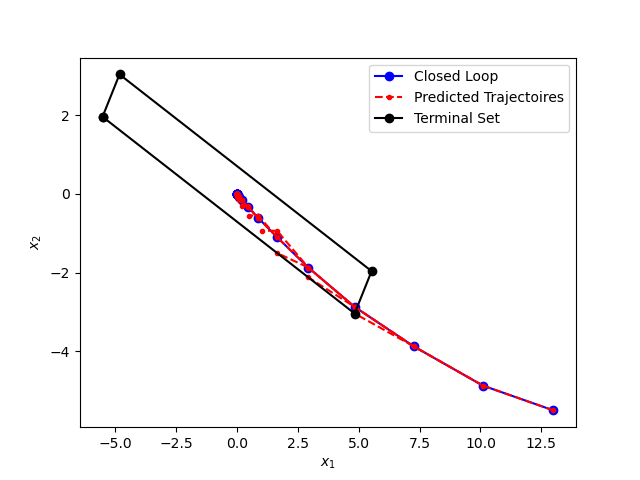 Closed Loop
Predicted Trajectoires
Terminal Set
x₂
2
0
−2
−4
−5.0 −2.5 0.0 2.5 5.0 7.5 10.0 12.5
x₁